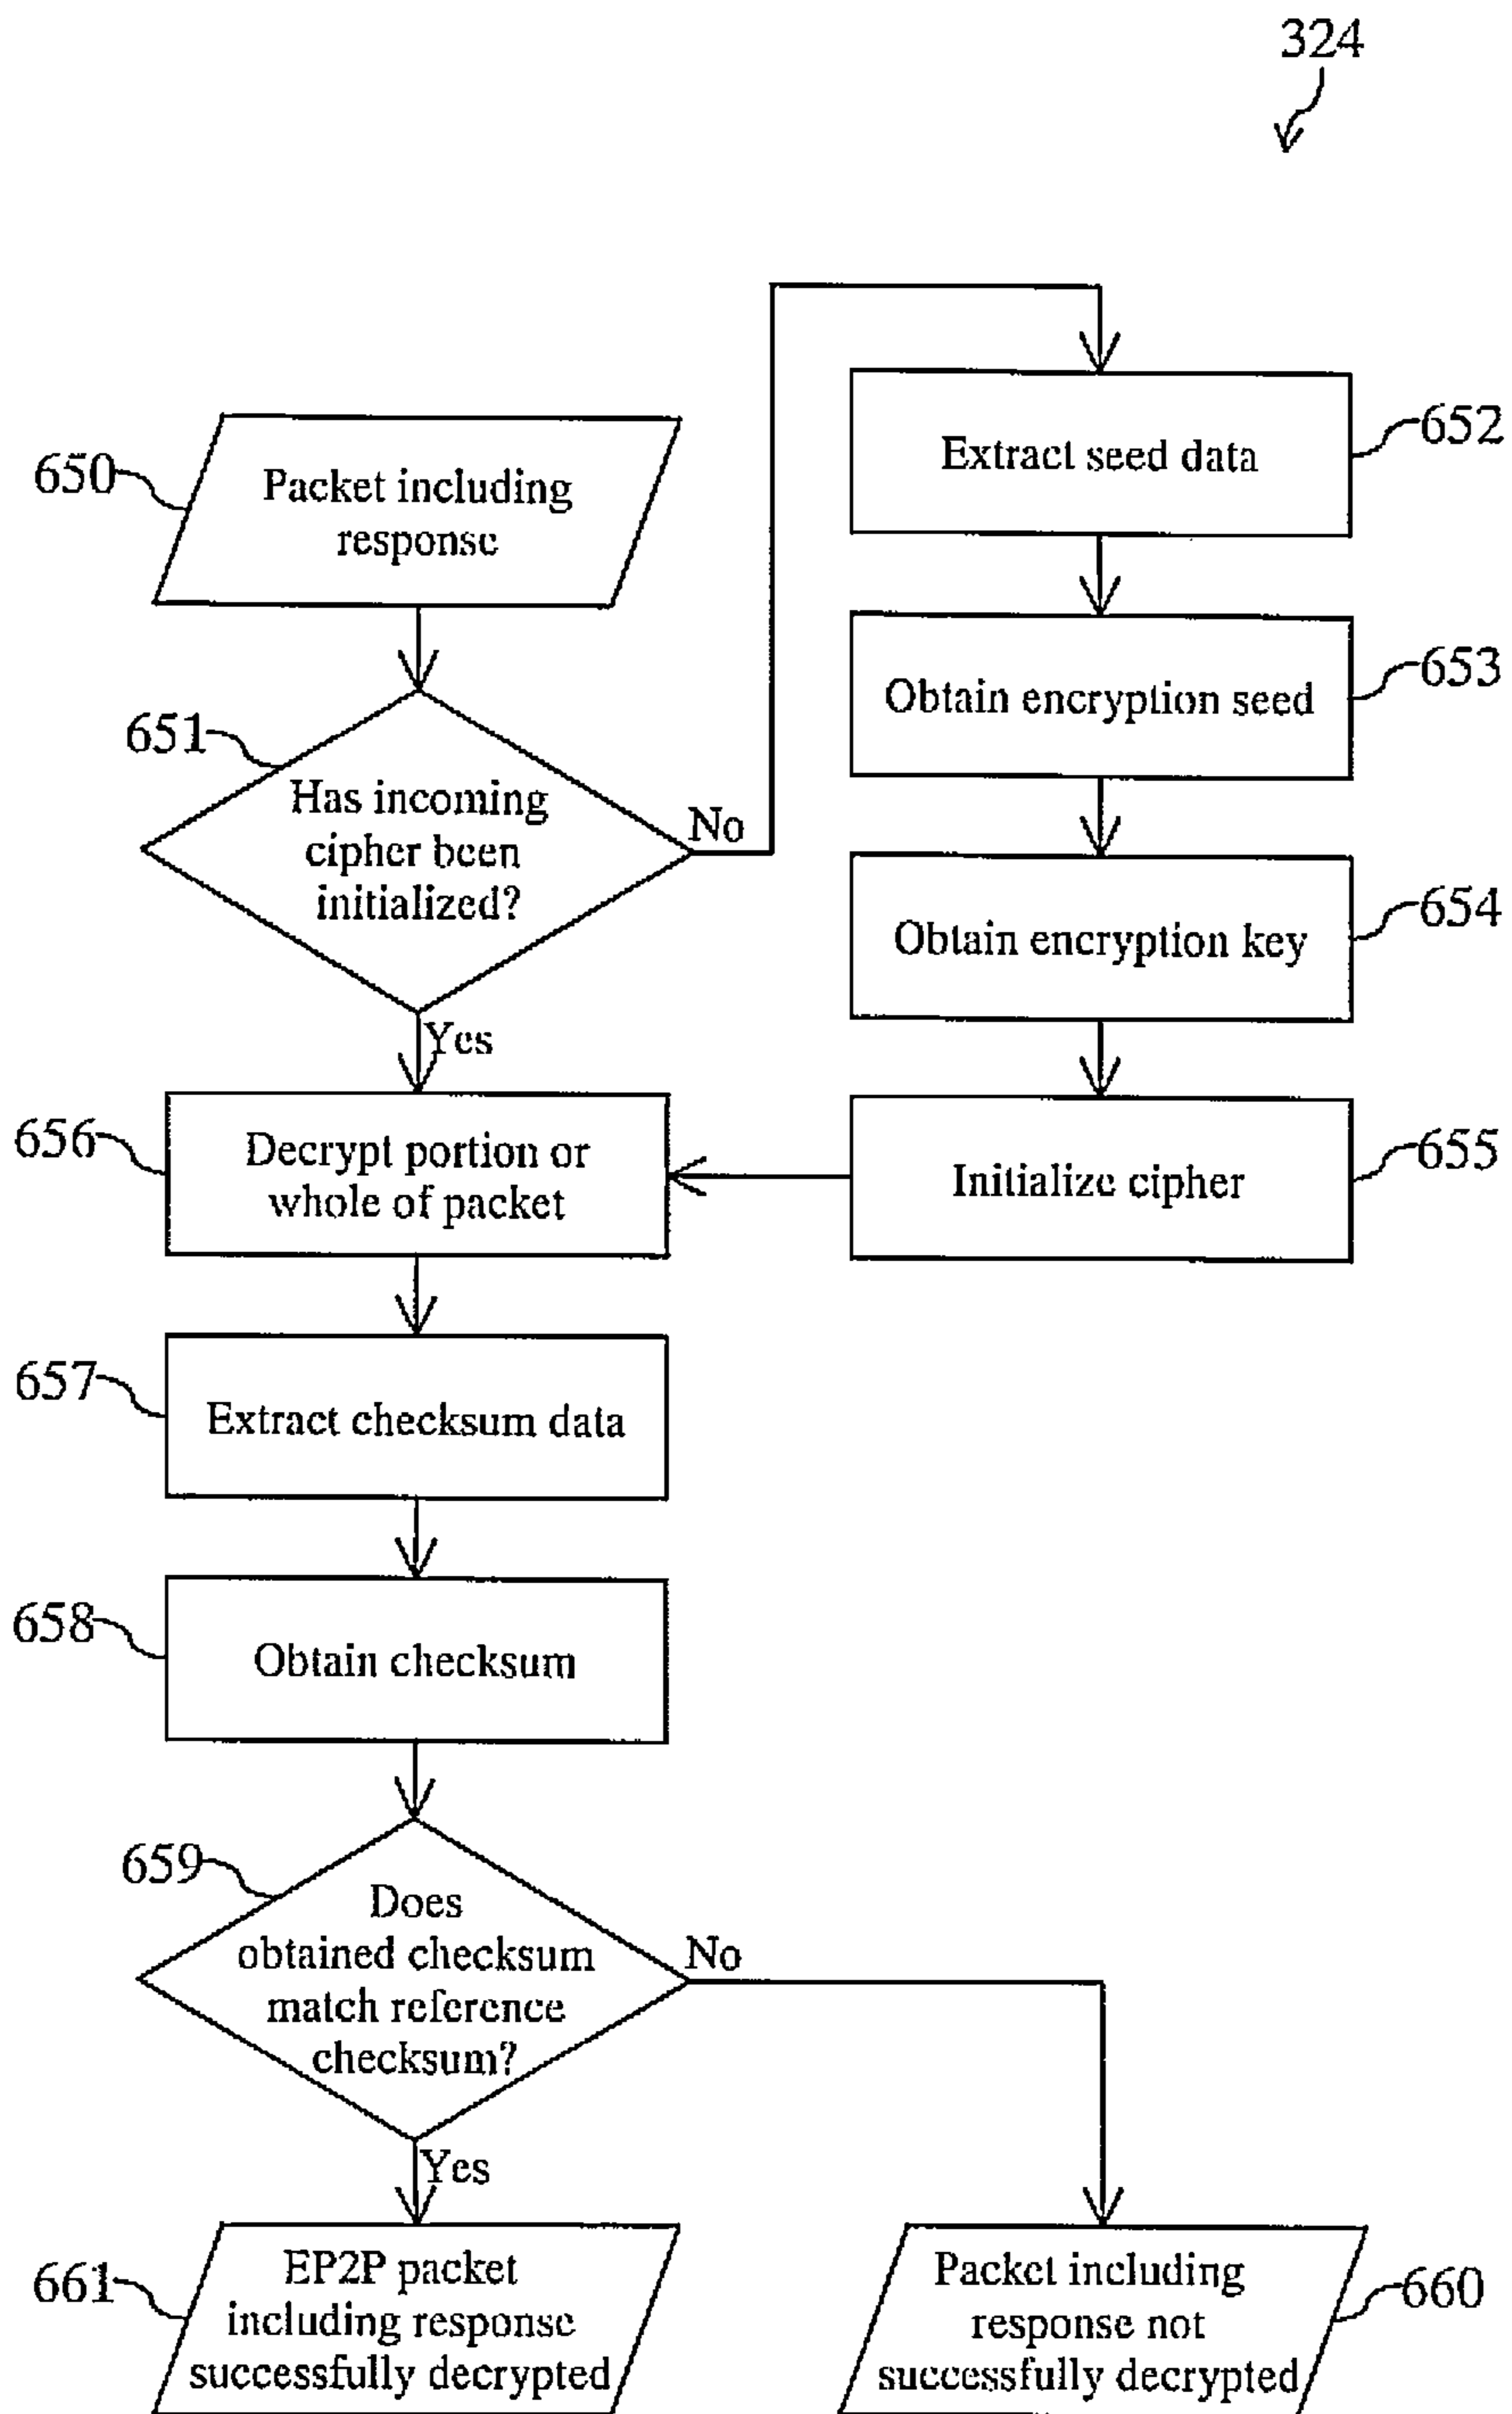 324
650
Packet including
response
651
Has incoming
cipher been
initialized?
No
Yes
652
Extract seed data
653
Obtain encryption seed
654
Obtain encryption key
655
Initialize cipher
656
Decrypt portion or
whole of packet
657
Extract checksum data
658
Obtain checksum
659
Does
obtained checksum
match reference
checksum?
No
Yes
661
EP2P packet
including response
successfully decrypted
Packet including
response not
successfully decrypted
660